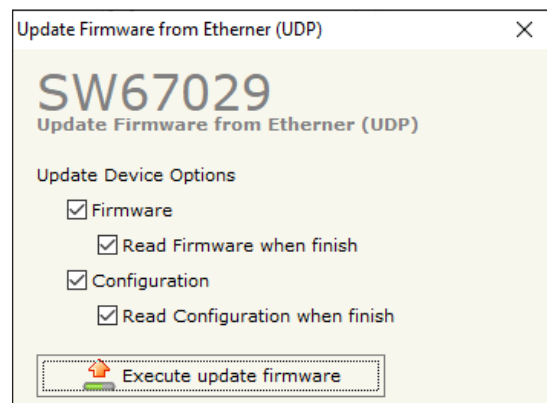 Update Firmware from Etherner (UDP)
SW67029
Update Firmware from Etherner (UDP)
Update Device Options
Firmware
Read Firmware when finish
Configuration
Read Configuration when finish
Execute update firmware